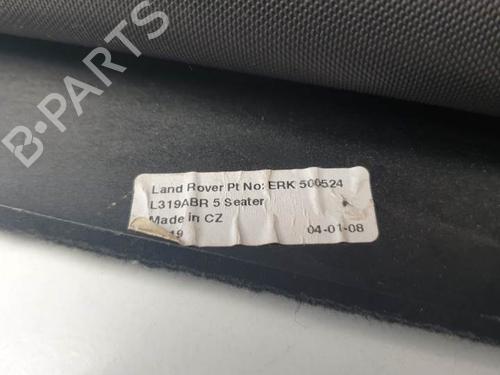 B-PARTS
Land Rover Pt No: ERK 500524
L319ABR 5 Seater
Made in CZ
04-01-08